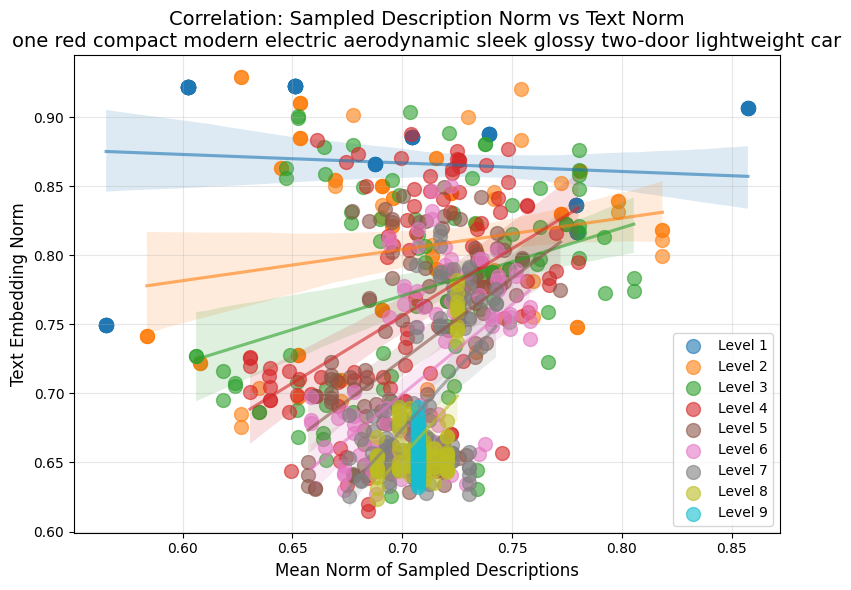 Correlation: Sampled Description Norm vs Text Norm
one red compact modern electric aerodynamic sleek glossy two-door lightweight car
Text Embedding Norm
0.90
0.85
0.80
0.75
0.70
0.65
0.60
Level 1
Level 2
Level 3
Level 4
Level 5
Level 6
Level 7
Level 8
Level 9
0.60 0.65 0.70 0.75 0.80 0.85
Mean Norm of Sampled Descriptions